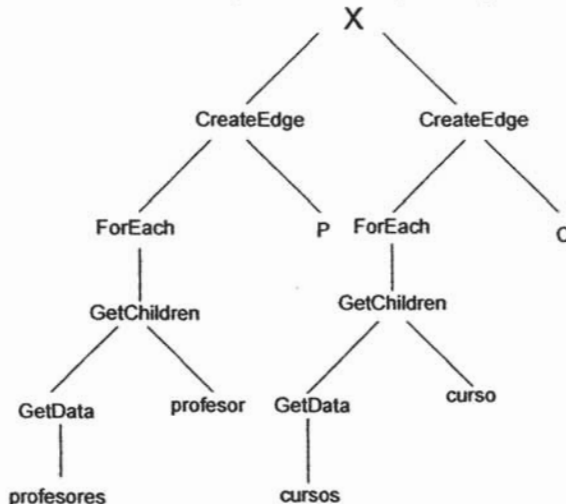 X
CreateEdge CreateEdge
ForEach P ForEach C
GetChildren
GetChildren
GetData profesor GetData curso
profesores cursos